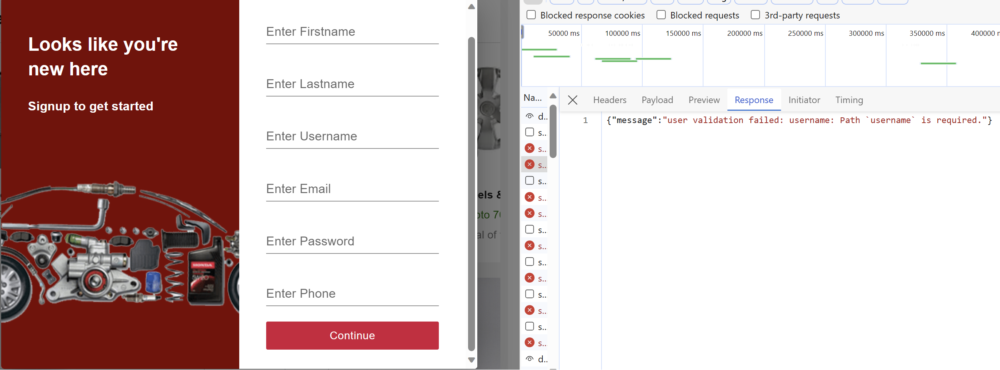 Looks like you're
new here
Signup to get started
HONDA
Enter Firstname
Enter Lastname
Enter Username
Enter Email
Enter Password
Enter Phone
Continue
els &
pto 7
al of
Blocked response cookies
Blocked requests
3rd-party requests
50000 ms
100000 ms
150000 ms
200000 ms
250000 ms
300000 ms
350000 ms
400000
Na...
Headers
Payload
Preview
Response
Initiator
Timing
1
{"message":"user validation failed: username: Path `username` is required."}
d..
s..
s..
s..
s..
s..
s..
s..
s..
s..
s..
s..
s..
s..
s..
d..